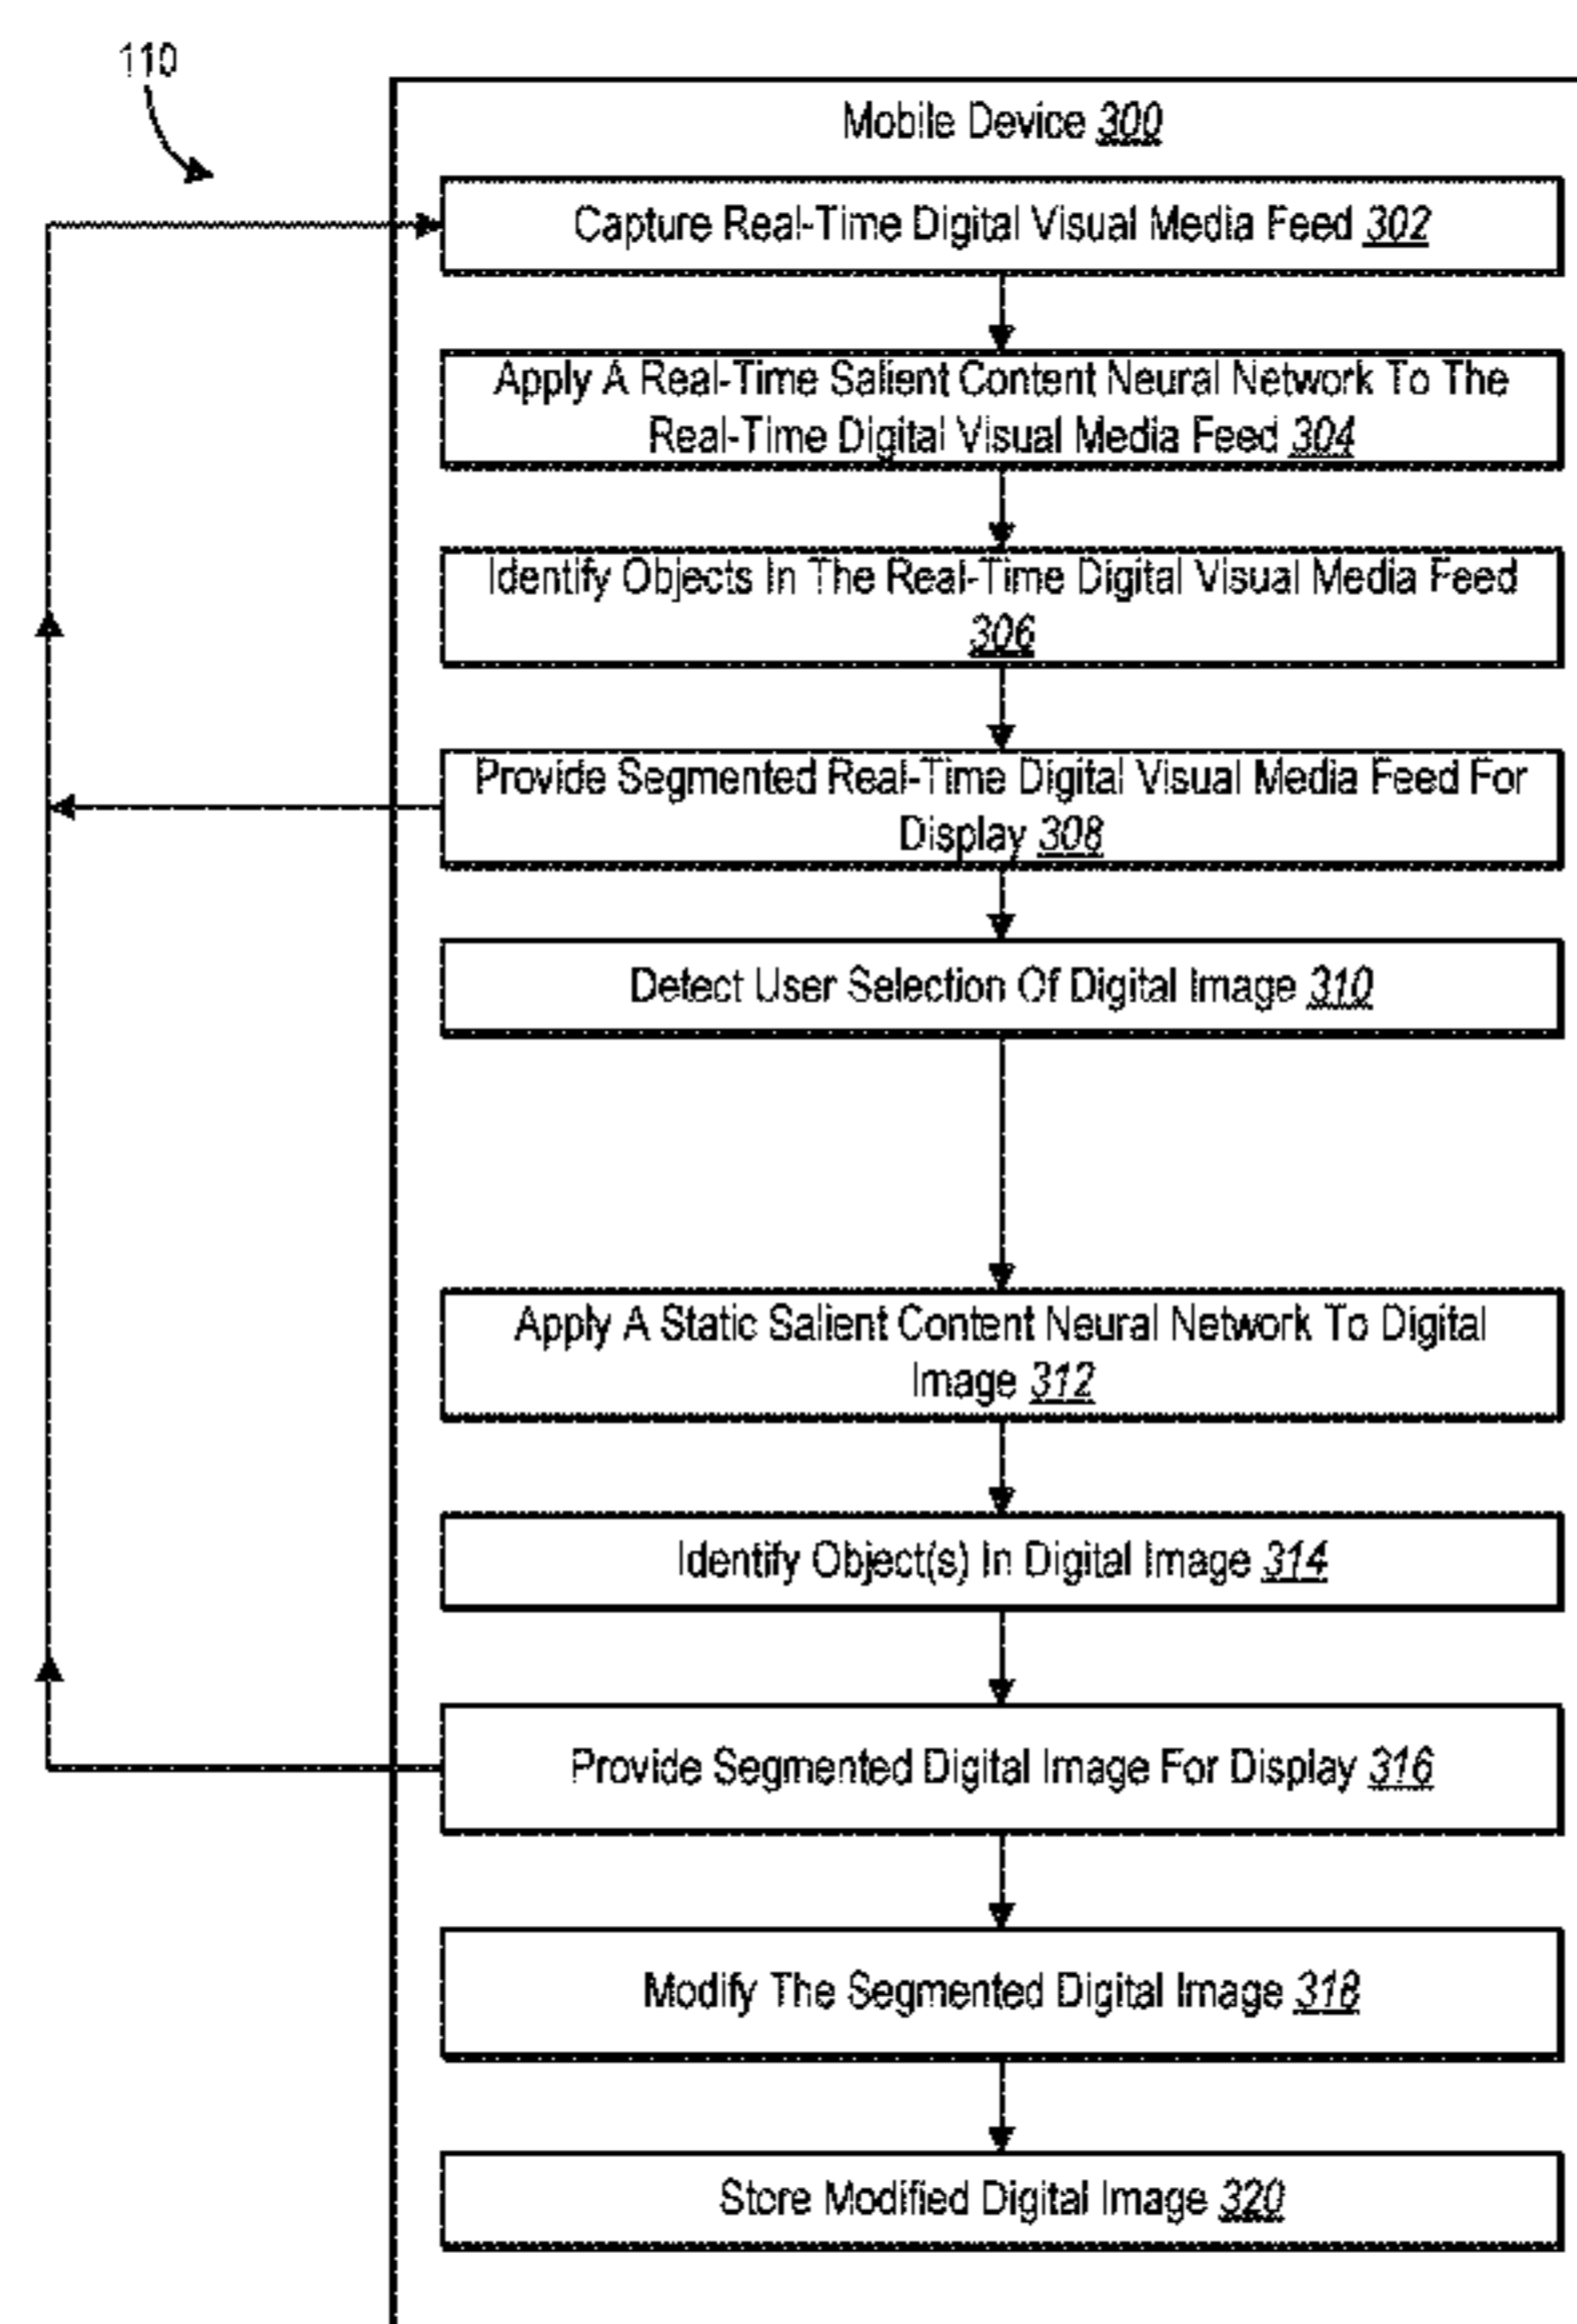 110
Mobile Device 300
Capture Real-Time Digital Visual Media Feed 302
Apply A Real-Time Salient Content Neural Network To The
Real-Time Digital Visual Media Feed 304
Identify Objects In The Real-Time Digital Visual Media Feed
306
Provide Segmented Real-Time Digital Visual Media Feed For
Display 308
Detect User Selection Of Digital Image 310
Apply A Static Salient Content Neural Network To Digital
Image 312
Identify Object(s) In Digital Image 314
Provide Segmented Digital Image For Display 316
Modify The Segmented Digital Image 318
Store Modified Digital Image 320